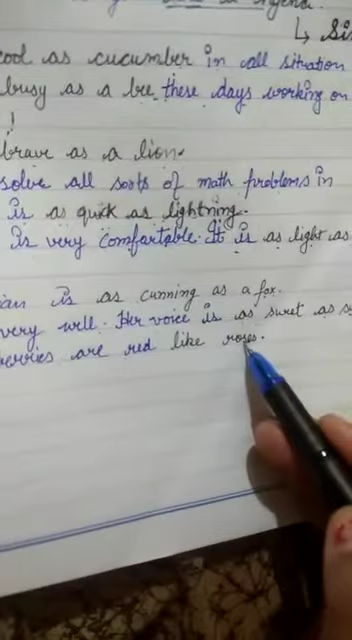 cool as cucumber in all situation
busy as a bee these days working on
!
brave as a lion.
solve all sosts of math problems in
is as quick as lightning.
Is very comfortable. It is as light as
is as cunning as a fox.
very well. Her voice is as sweet as
are red like roses.